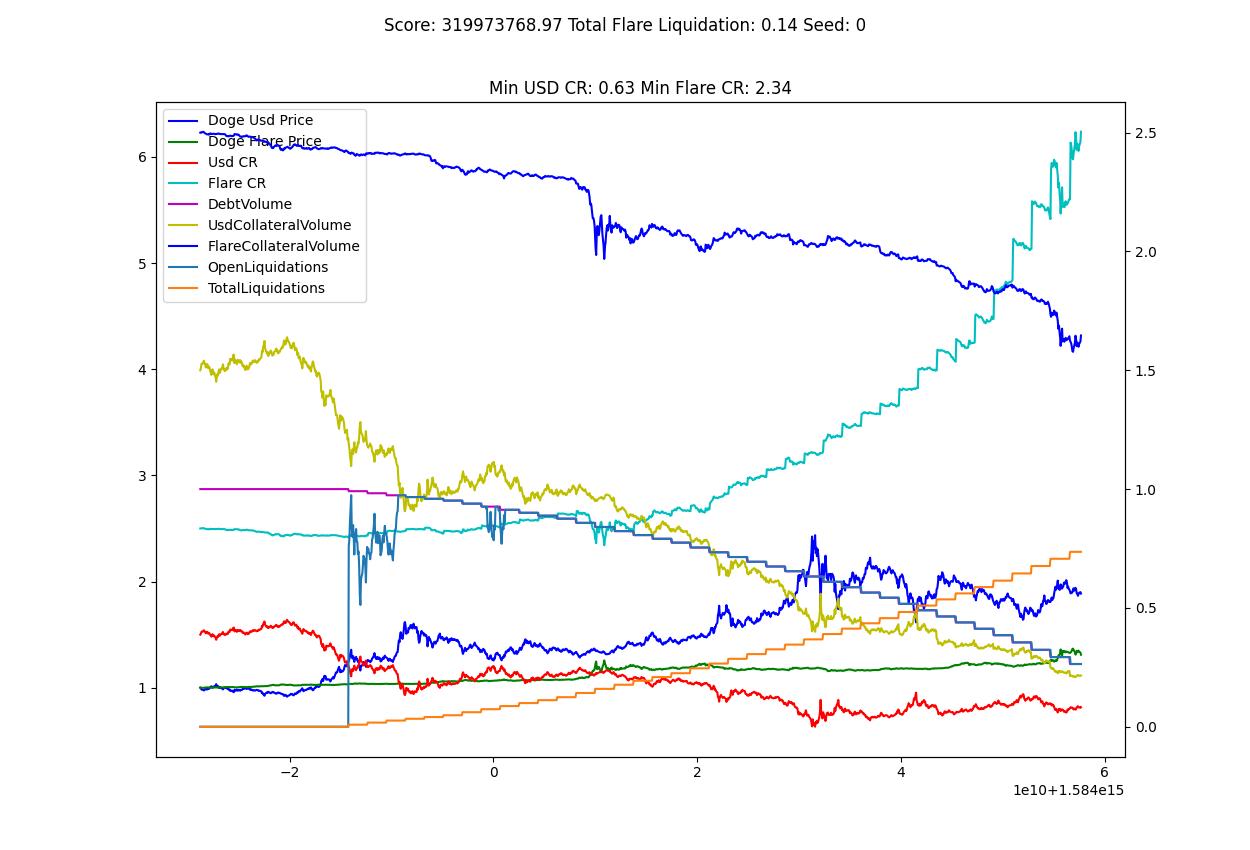 Score: 319973768.97 Total Flare Liquidation: 0.14 Seed: 0
Min USD CR: 0.63 Min Flare CR: 2.34
Doge Usd Price
Doge Flare Price
Usd CR
Flare CR
DebtVolume
UsdCollateralVolume
FlareCollateralVolume
OpenLiquidations
TotalLiquidations
6
5
4
3
2
1
2.5
2.0
1.5
1.0
0.5
0.0
−2 0 2 4 6
1e10+1.584e15